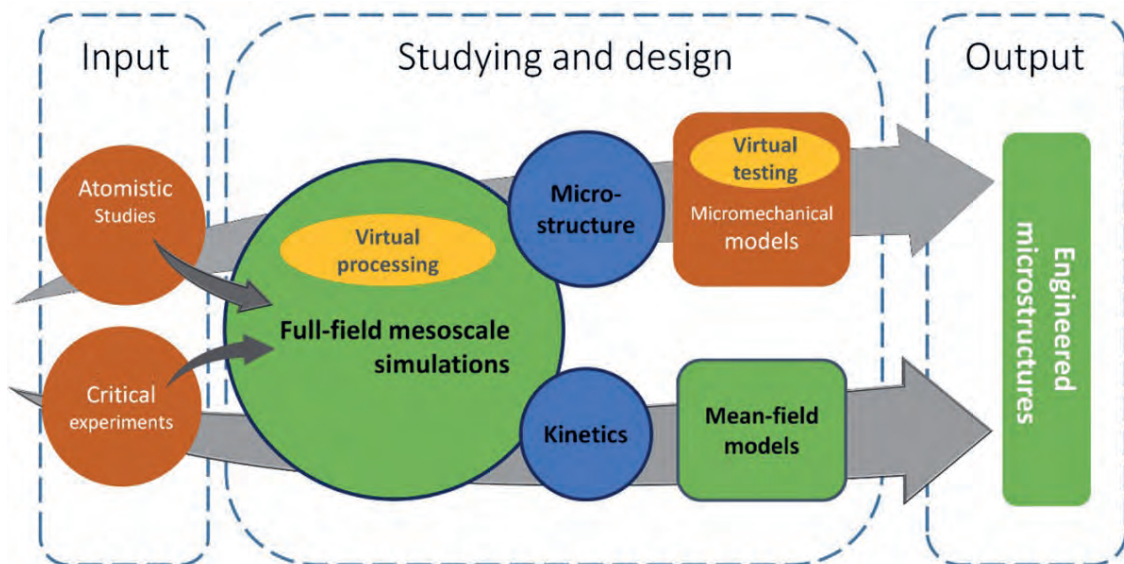 Input
Studying and design
Output
Atomistic
Studies
Critical
experiments
Virtual
processing
Full-field mesoscale
simulations
Micro-
structure
Kinetics
Virtual
testing
Micromechanical
models
Mean-field
models
Engineered
microstructures